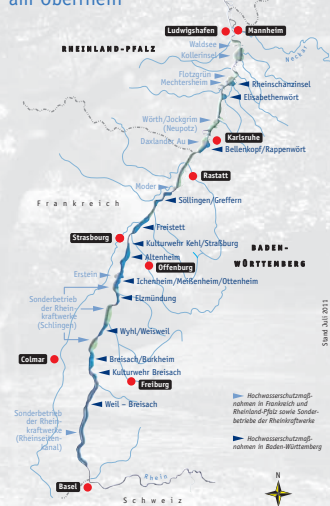 am Oberrhein
Ludwigshafen
Mannheim
RHEINLAND-PFALZ
Waldsee
Kollerinsel
Neckar
Flotzgrün
Mechtersheim
Rheinschanzinsel
Elisabethenwört
Wörth/Jockgrim
(Neupotz)
Karlsruhe
Daxlander Au
Bellenkopf/Rappenwört
Rastatt
Moder
Söllingen/Greffern
Frankreich
Freistett
Strasbourg
Kulturwehr Kehl/Straßburg
BADEN-
WÜRTTEMBERG
Altenheim
Offenburg
Erstein
Ichenheim/Meißenheim/Ottenheim
Elzmündung
Sonderbetrieb
der Rhein-
kraftwerke
(Schlingen)
Wyhl/Weisweil
Stand Juli 2011
Colmar
Breisach/Burkheim
Kulturwehr Breisach
Freiburg
Weil – Breisach
Sonderbetrieb
der Rhein-
kraftwerke
(Rheinseiten-
kanal)
Hochwasserschutzmaß-
nahmen in Frankreich und
Rheinland-Pfalz sowie Sonder-
betriebe der Rheinkraftwerke
Hochwasserschutzmaß-
nahmen in Baden-Württemberg
Rhein
Basel
Schweiz
N